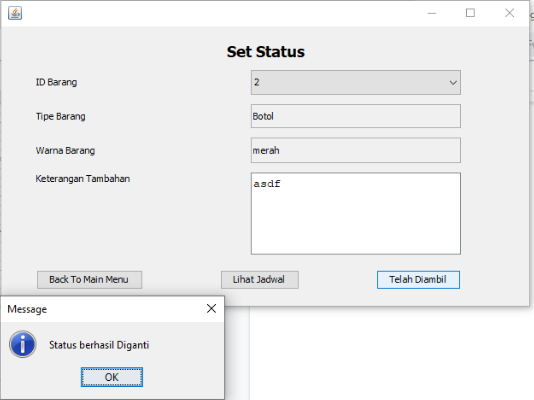 Set Status
ID Barang 2
Tipe Barang Botol
Warna Barang merah
Keterangan Tambahan asdf
Back To Main Menu Lihat Jadwal Telah Diambil
Message
Status berhasil Diganti
OK